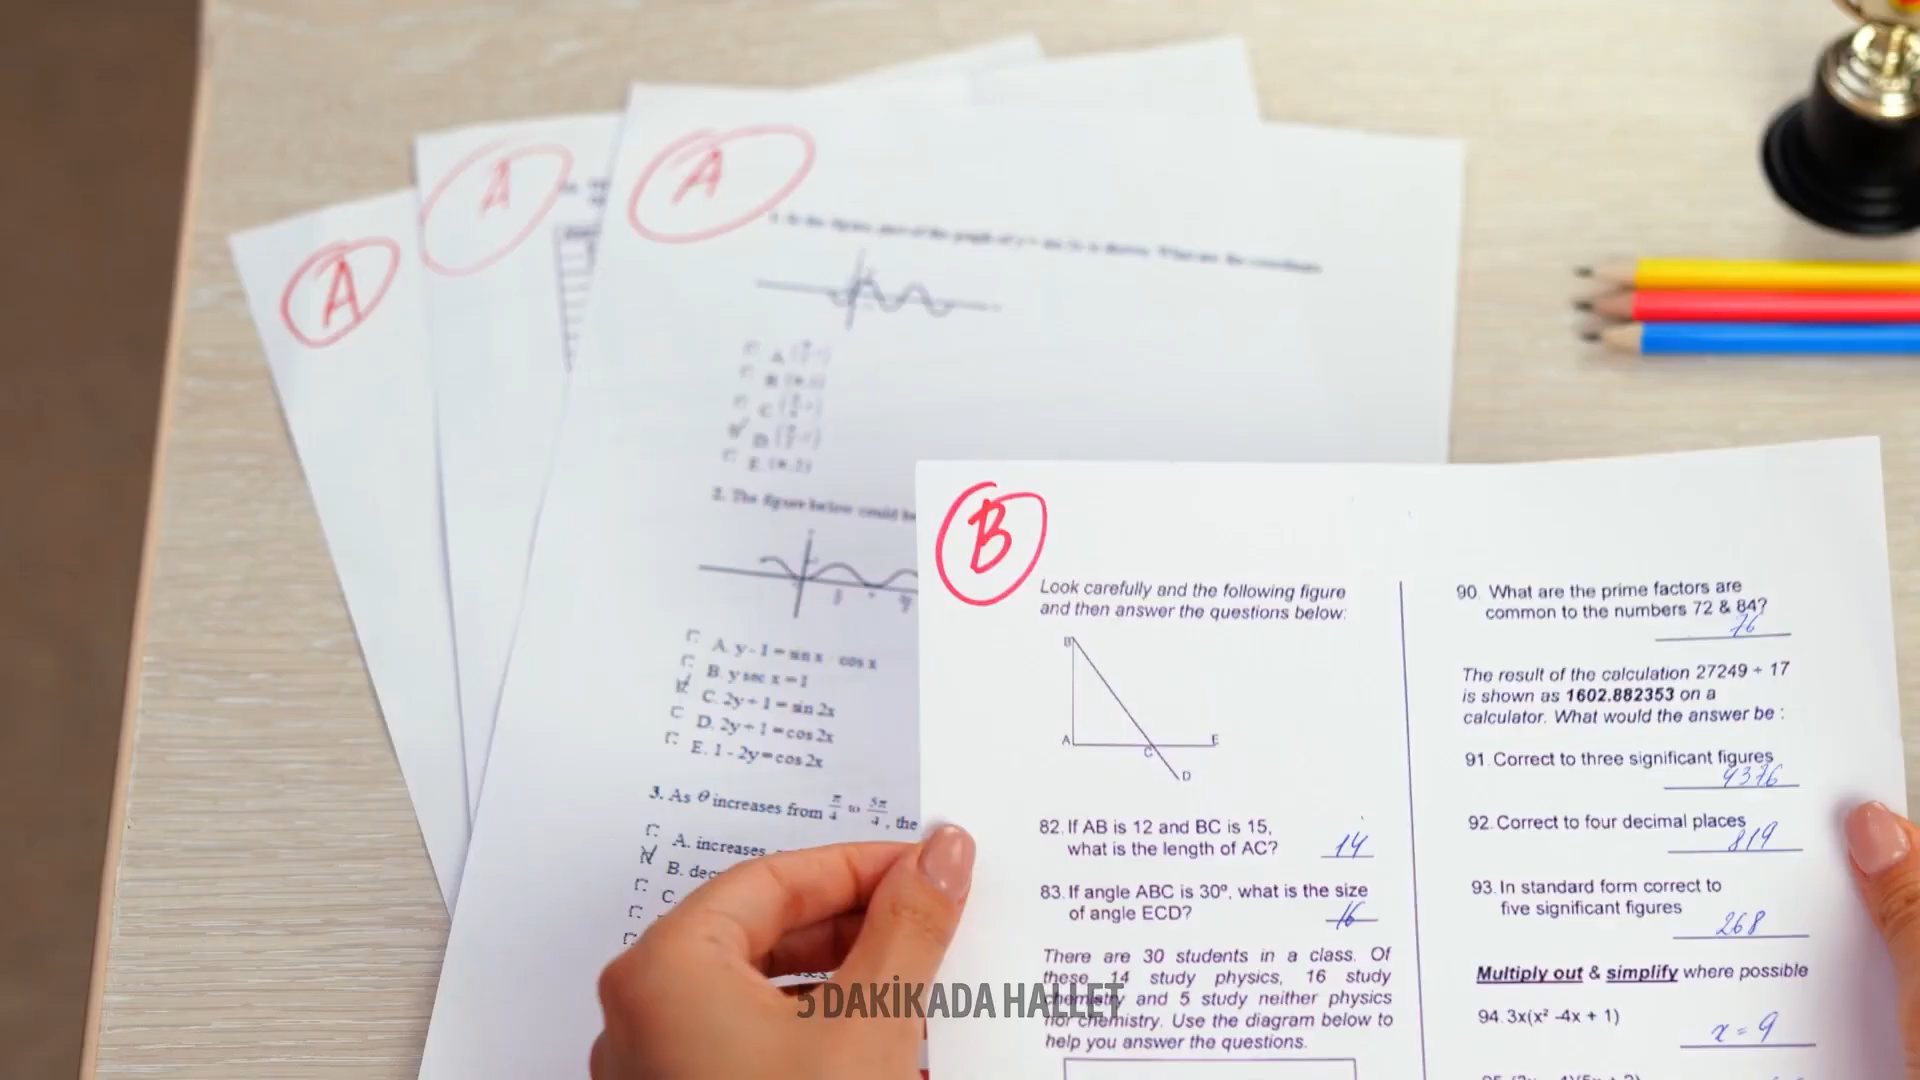 A
A
A
2. The figure below could be
A. y - 1 = sin x cos x
B. y sec x = 1
C. 2y + 1 = sin 2x
D. 2y + 1 = cos 2x
E. 1 - 2y = cos 2x
3. As θ increases from π/4 to 5π/4, the
A. increases
B. dec
C.
B
Look carefully and the following figure
and then answer the questions below:
B
A
C
E
D
82. If AB is 12 and BC is 15,
what is the length of AC?
14
83. If angle ABC is 30º, what is the size
of angle ECD?
16
There are 30 students in a class. Of
these 14 study physics, 16 study
chemistry and 5 study neither physics
nor chemistry. Use the diagram below to
help you answer the questions.
90. What are the prime factors are
common to the numbers 72 & 84?
76
The result of the calculation 27249 ÷ 17
is shown as 1602.882353 on a
calculator. What would the answer be :
91. Correct to three significant figures
4376
92. Correct to four decimal places
819
93. In standard form correct to
five significant figures
268
Multiply out & simplify where possible
94. 3x(x² -4x + 1)
x = 9
5 DAKİKADA HALLET